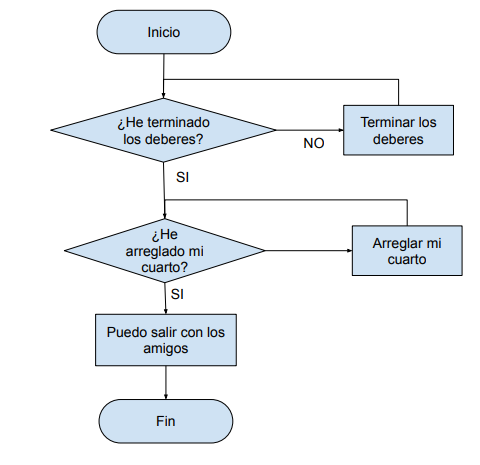 Inicio
¿He terminado
los deberes?
Terminar los
deberes
NO
SI
¿He
arreglado mi
cuarto?
Arreglar mi
cuarto
SI
Puedo salir con los
amigos
Fin